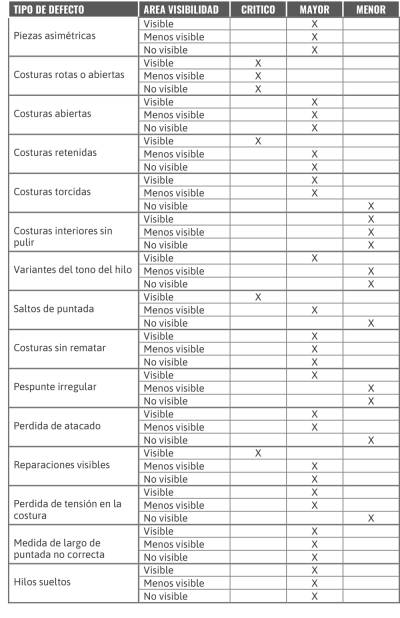 TIPO DE DEFECTO AREA VISIBILIDAD CRITICO MAYOR MENOR
Piezas asimétricas
Visible X
Menos visible X
No visible X
Costuras rotas o abiertas
Visible X
Menos visible X
No visible X
Costuras abiertas
Visible X
Menos visible X
No visible X
Costuras retenidas
Visible X
Menos visible X
No visible X
Costuras torcidas
Visible X
Menos visible X
No visible X
Costuras interiores sin
pulir
Visible X
Menos visible X
No visible X
Variantes del tono del hilo
Visible X
Menos visible X
No visible X
Saltos de puntada
Visible X
Menos visible X
No visible X
Costuras sin rematar
Visible X
Menos visible X
No visible X
Pespunte irregular
Visible X
Menos visible X
No visible X
Perdida de atacado
Visible X
Menos visible X
No visible X
Reparaciones visibles
Visible X
Menos visible X
No visible X
Perdida de tensión en la
costura
Visible X
Menos visible X
No visible X
Medida de largo de
puntada no correcta
Visible X
Menos visible X
No visible X
Hilos sueltos
Visible X
Menos visible X
No visible X